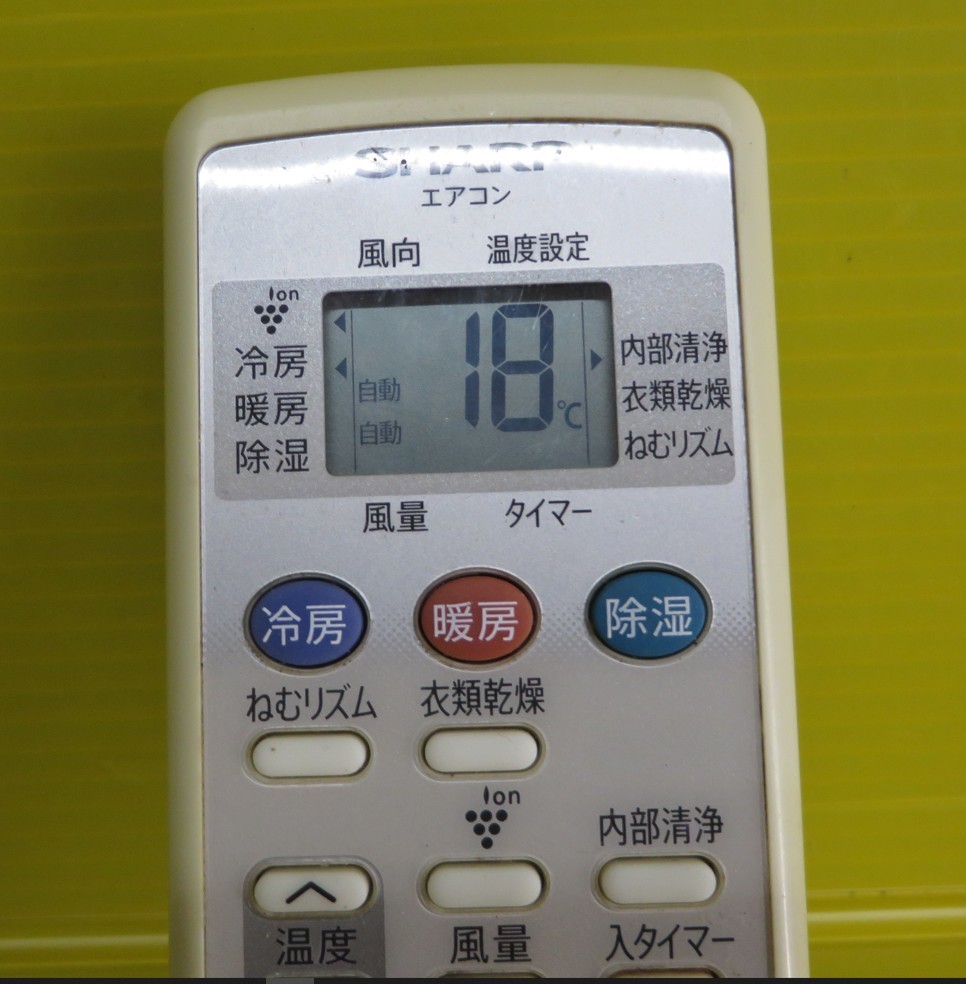 SHARP
エアコン
風向 温度設定
Ion
冷房
暖房
除湿
自動
自動
18℃
内部清浄
衣類乾燥
ねむリズム
風量 タイマー
冷房 暖房 除湿
ねむリズム 衣類乾燥
Ion
内部清浄
温度 風量 入タイマー